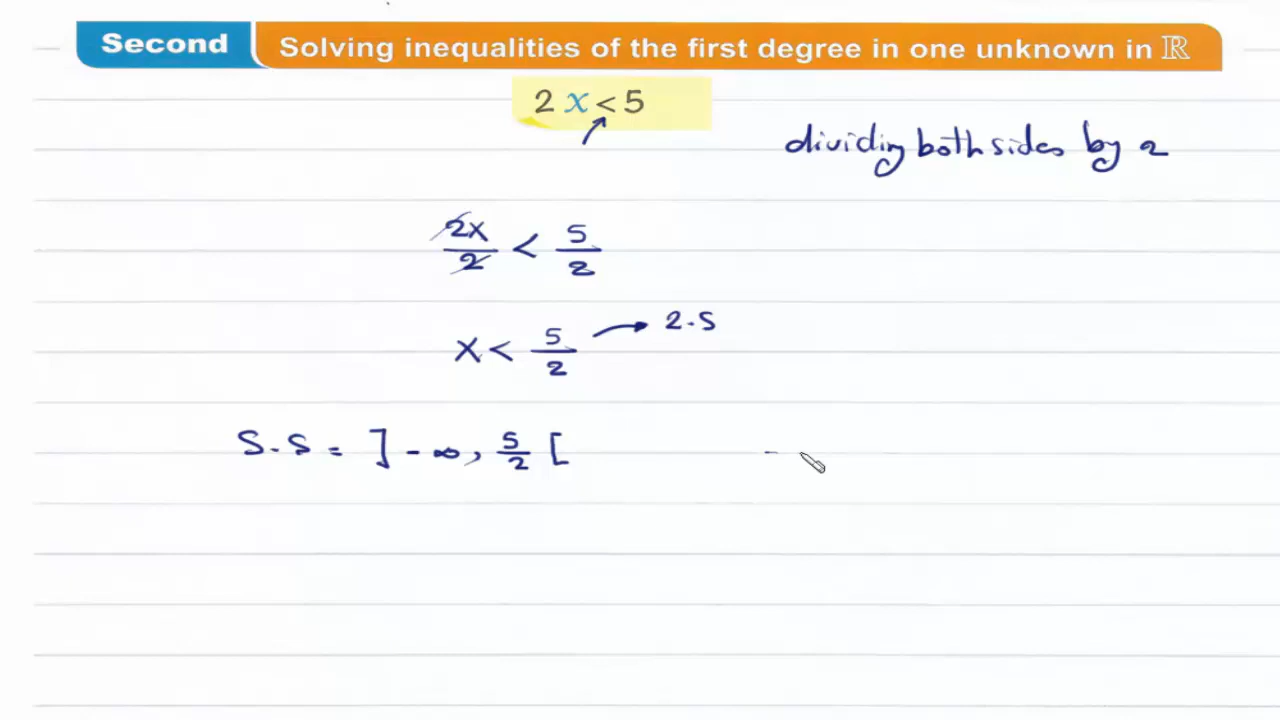 Second Solving inequalities of the first degree in one unknown in ℝ
2 x < 5
dividing both sides by 2
2x/2 < 5/2
x < 5/2 → 2.5
S.S = ]-∞, 5/2 [